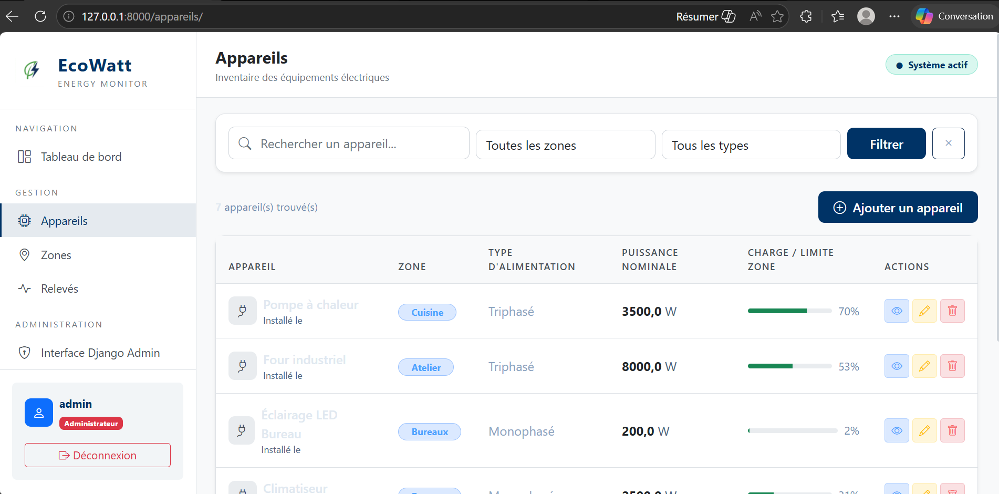 127.0.0.1:8000/appareils/
Résumer
Conversation
EcoWatt
ENERGY MONITOR
NAVIGATION
Tableau de bord
GESTION
Appareils
Zones
Relevés
ADMINISTRATION
Interface Django Admin
admin
Administrateur
Déconnexion
Appareils
Inventaire des équipements électriques
Système actif
Rechercher un appareil...
Toutes les zones
Tous les types
Filtrer
×
7 appareil(s) trouvé(s)
Ajouter un appareil
APPAREIL
ZONE
TYPE
D'ALIMENTATION
PUISSANCE
NOMINALE
CHARGE / LIMITE
ZONE
ACTIONS
Pompe à chaleur
Installé le
Cuisine
Triphasé
3500,0 W
70%
Four industriel
Installé le
Atelier
Triphasé
8000,0 W
53%
Éclairage LED
Bureau
Installé le
Bureaux
Monophasé
200,0 W
2%
Climatiseur